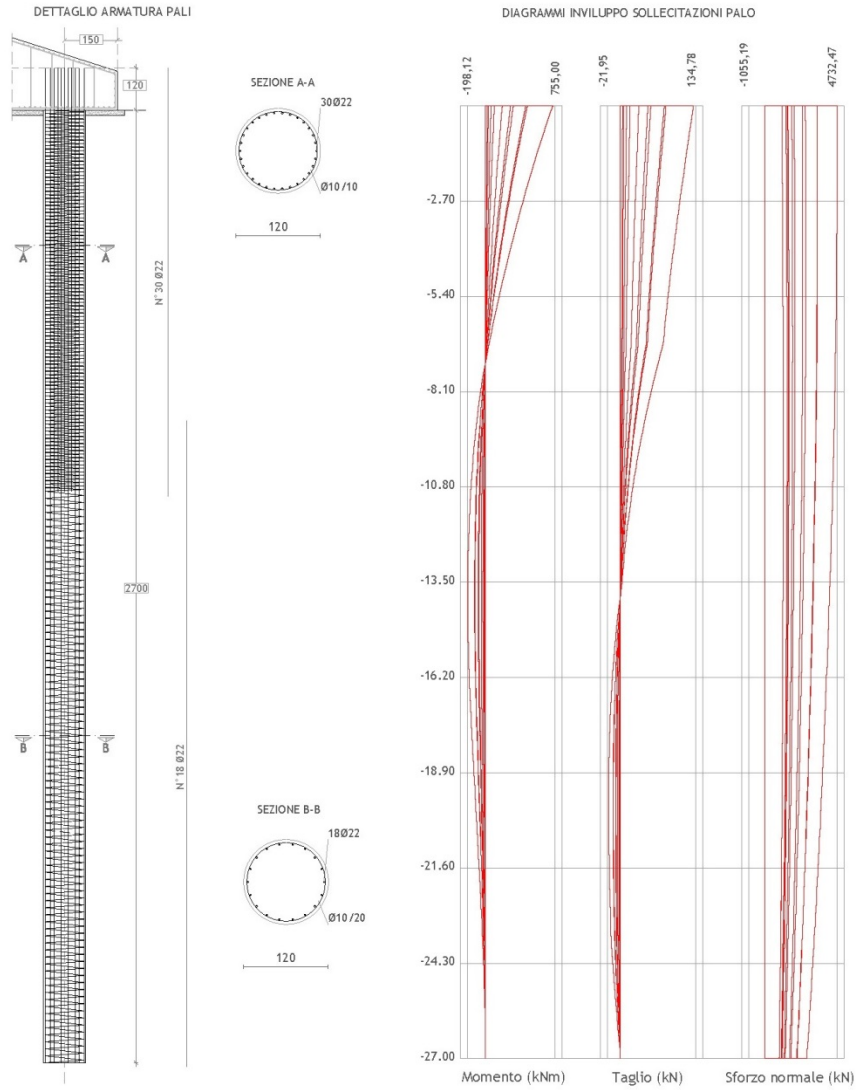 DETTAGLIO ARMATURA PALI
150
120
A
A
N°30 Ø22
2700
B
B
N°18 Ø22
SEZIONE A-A
30Ø22
Ø10/10
120
SEZIONE B-B
18Ø22
Ø10/20
120
DIAGRAMMI INVILUPPO SOLLECITAZIONI PALO
-198,12
755,00
-21,95
134,78
-1055,19
4732,47
-2.70
-5.40
-8.10
-10.80
-13.50
-16.20
-18.90
-21.60
-24.30
-27.00
Momento (kNm)
Taglio (kN)
Sforzo normale (kN)